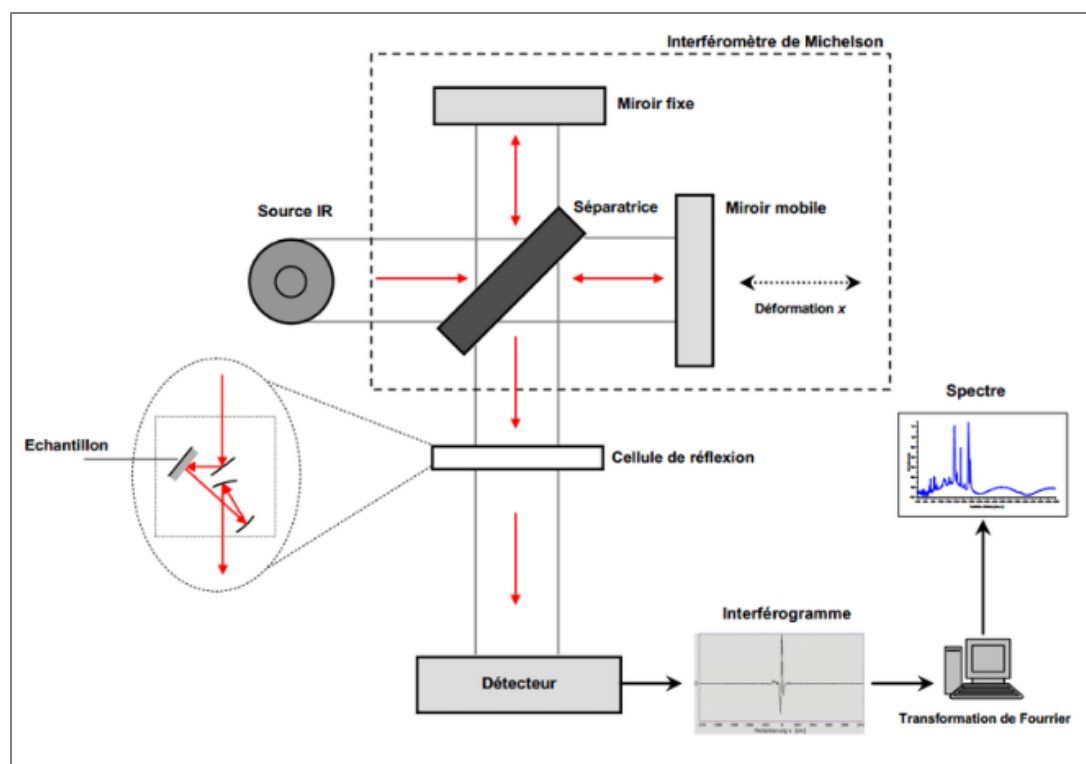 Interféromètre de Michelson
Miroir fixe
Source IR
Séparatrice
Miroir mobile
Déformation x
Spectre
Echantillon
Cellule de réflexion
Interférogramme
Détecteur
Transformation de Fourrier